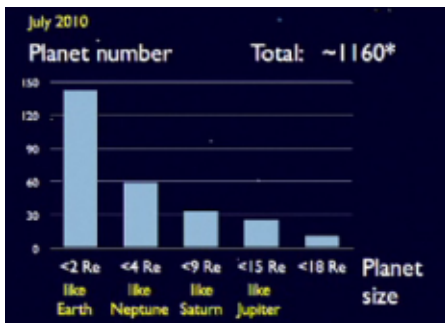 July 2010
Planet number Total: ~1160*
150
120
90
60
30
0
<2 Re <4 Re <9 Re <15 Re <18 Re Planet
like like like like size
Earth Neptune Saturn Jupiter